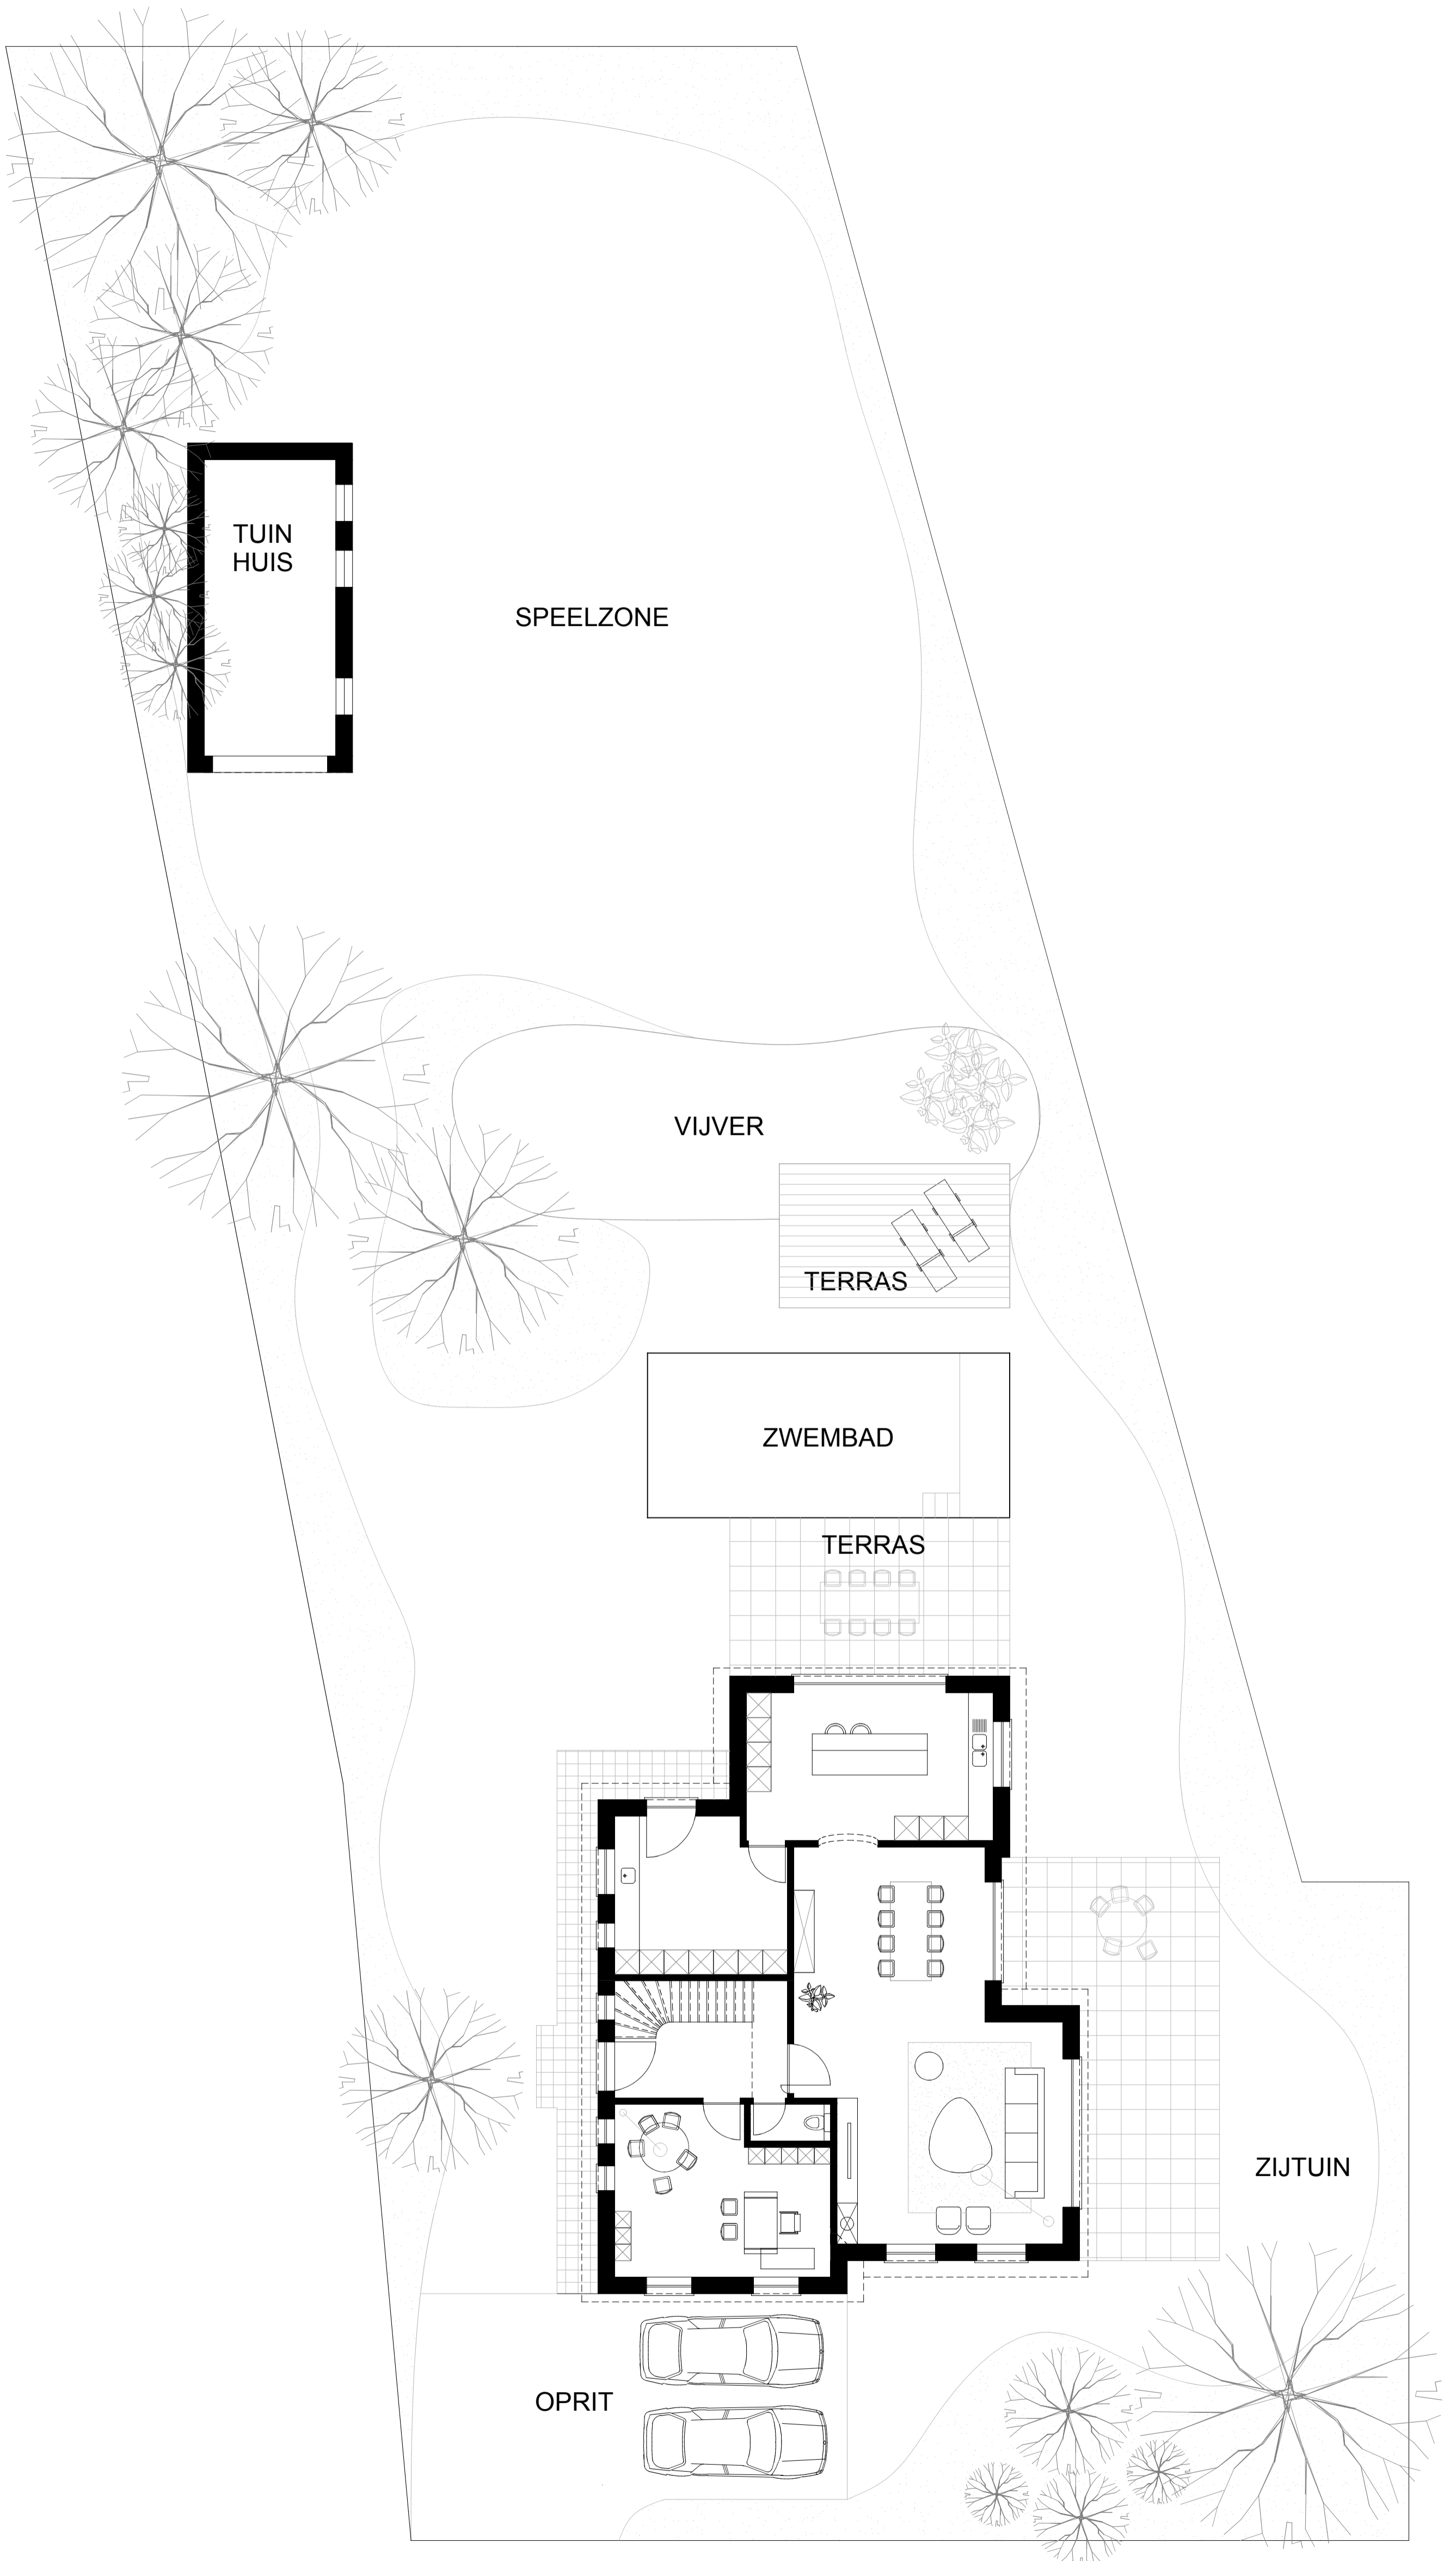 TUIN
HUIS
SPEELZONE
VIJVER
TERRAS
ZWEMBAD
TERRAS
ZIJTUIN
OPRIT